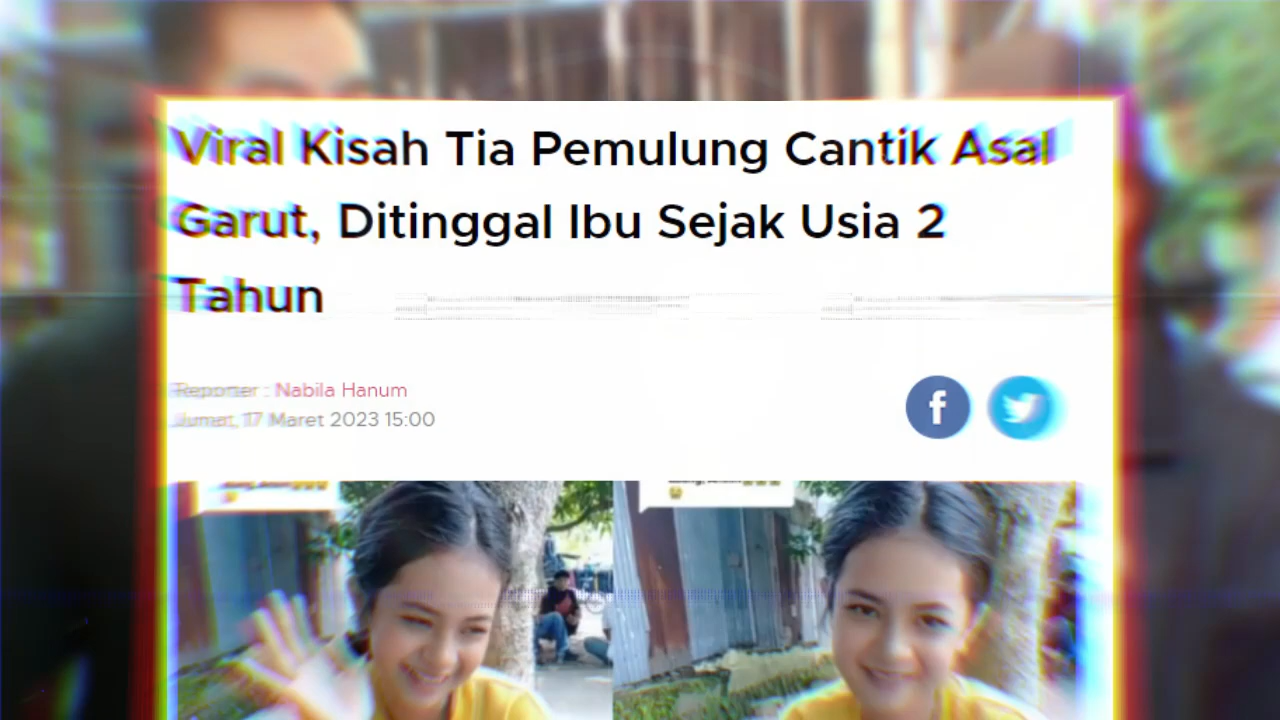 Viral Kisah Tia Pemulung Cantik Asal
Garut, Ditinggal Ibu Sejak Usia 2
Tahun
Reporter : Nabila Hanum
Jumat, 17 Maret 2023 15:00